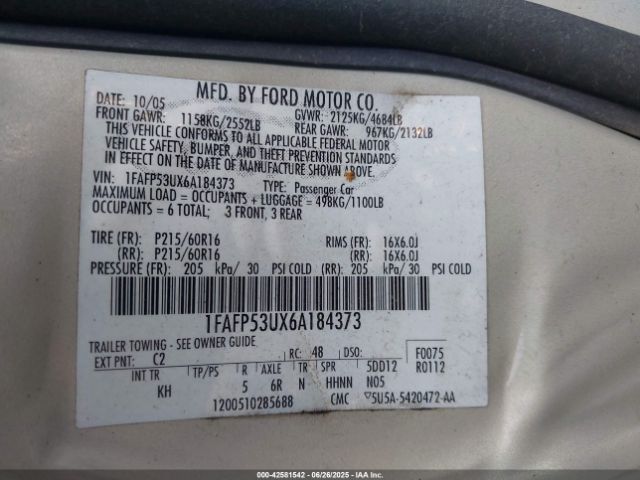 MFD. BY FORD MOTOR CO.
DATE: 10/05 GVWR: 2125KG/4684LB
FRONT GAWR: 1158KG/2552LB REAR GAWR: 967KG/2132LB
THIS VEHICLE CONFORMS TO ALL APPLICABLE FEDERAL MOTOR
VEHICLE SAFETY, BUMPER, AND THEFT PREVENTION STANDARDS
IN EFFECT ON THE DATE OF MANUFACTURE SHOWN ABOVE.
VIN: 1FAFP53UX6A184373 TYPE: Passenger Car
MAXIMUM LOAD = OCCUPANTS + LUGGAGE = 498KG/1100LB
OCCUPANTS = 6 TOTAL; 3 FRONT, 3 REAR
TIRE (FR): P215/60R16 RIMS (FR): 16X6.0J
(RR): P215/60R16 (RR): 16X6.0J
PRESSURE (FR): 205 kPa/ 30 PSI COLD (RR): 205 kPa/ 30 PSI COLD
1FAFP53UX6A184373
TRAILER TOWING - SEE OWNER GUIDE
EXT PNT: C2 RC: 48 DSO: F0075
INT TR TP/PS R AXLE TR SPR 5DD12 R0112
KH 5 6R N HHNN N05
1200510285688 CMC 5U5A-5420472-AA
000-42581542 | 06/26/2025 | IAAI.COM